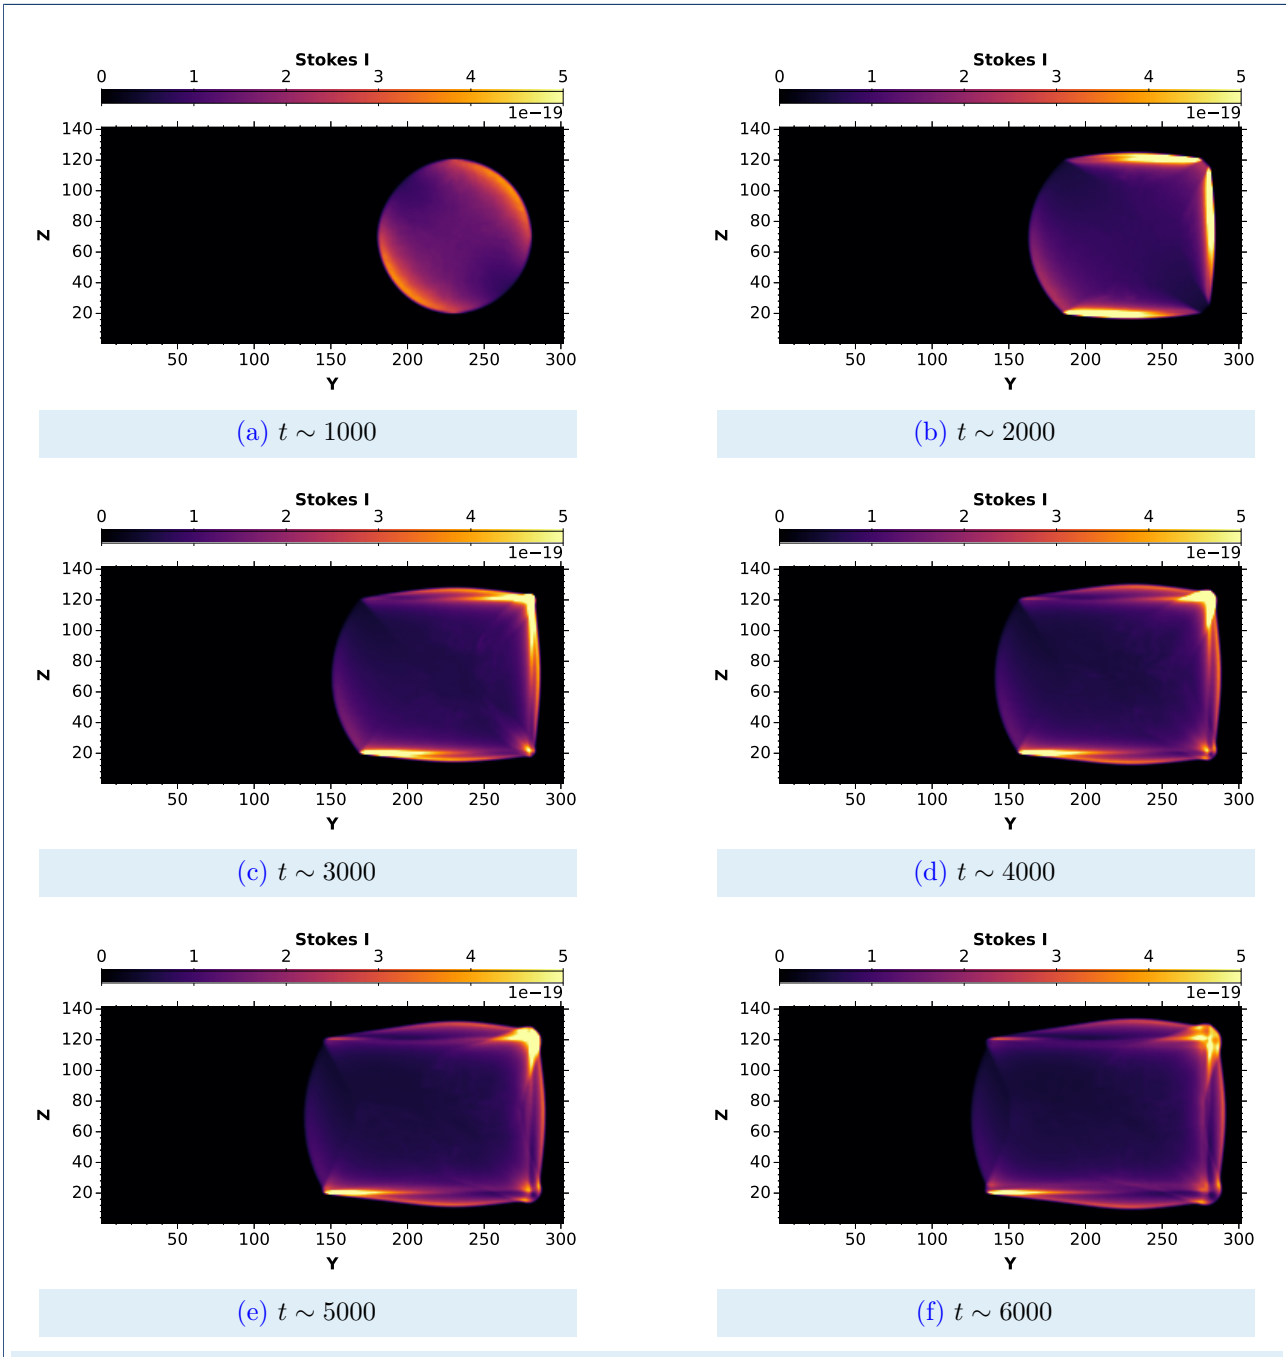 Stokes I
0 1 2 3 4 5
1e−19
140
120
100
80
60
40
20
Z
50 100 150 200 250 300
Y
(a) t ∼ 1000
Stokes I
0 1 2 3 4 5
1e−19
140
120
100
80
60
40
20
Z
50 100 150 200 250 300
Y
(b) t ∼ 2000
Stokes I
0 1 2 3 4 5
1e−19
140
120
100
80
60
40
20
Z
50 100 150 200 250 300
Y
(c) t ∼ 3000
Stokes I
0 1 2 3 4 5
1e−19
140
120
100
80
60
40
20
Z
50 100 150 200 250 300
Y
(d) t ∼ 4000
Stokes I
0 1 2 3 4 5
1e−19
140
120
100
80
60
40
20
Z
50 100 150 200 250 300
Y
(e) t ∼ 5000
Stokes I
0 1 2 3 4 5
1e−19
140
120
100
80
60
40
20
Z
50 100 150 200 250 300
Y
(f) t ∼ 6000